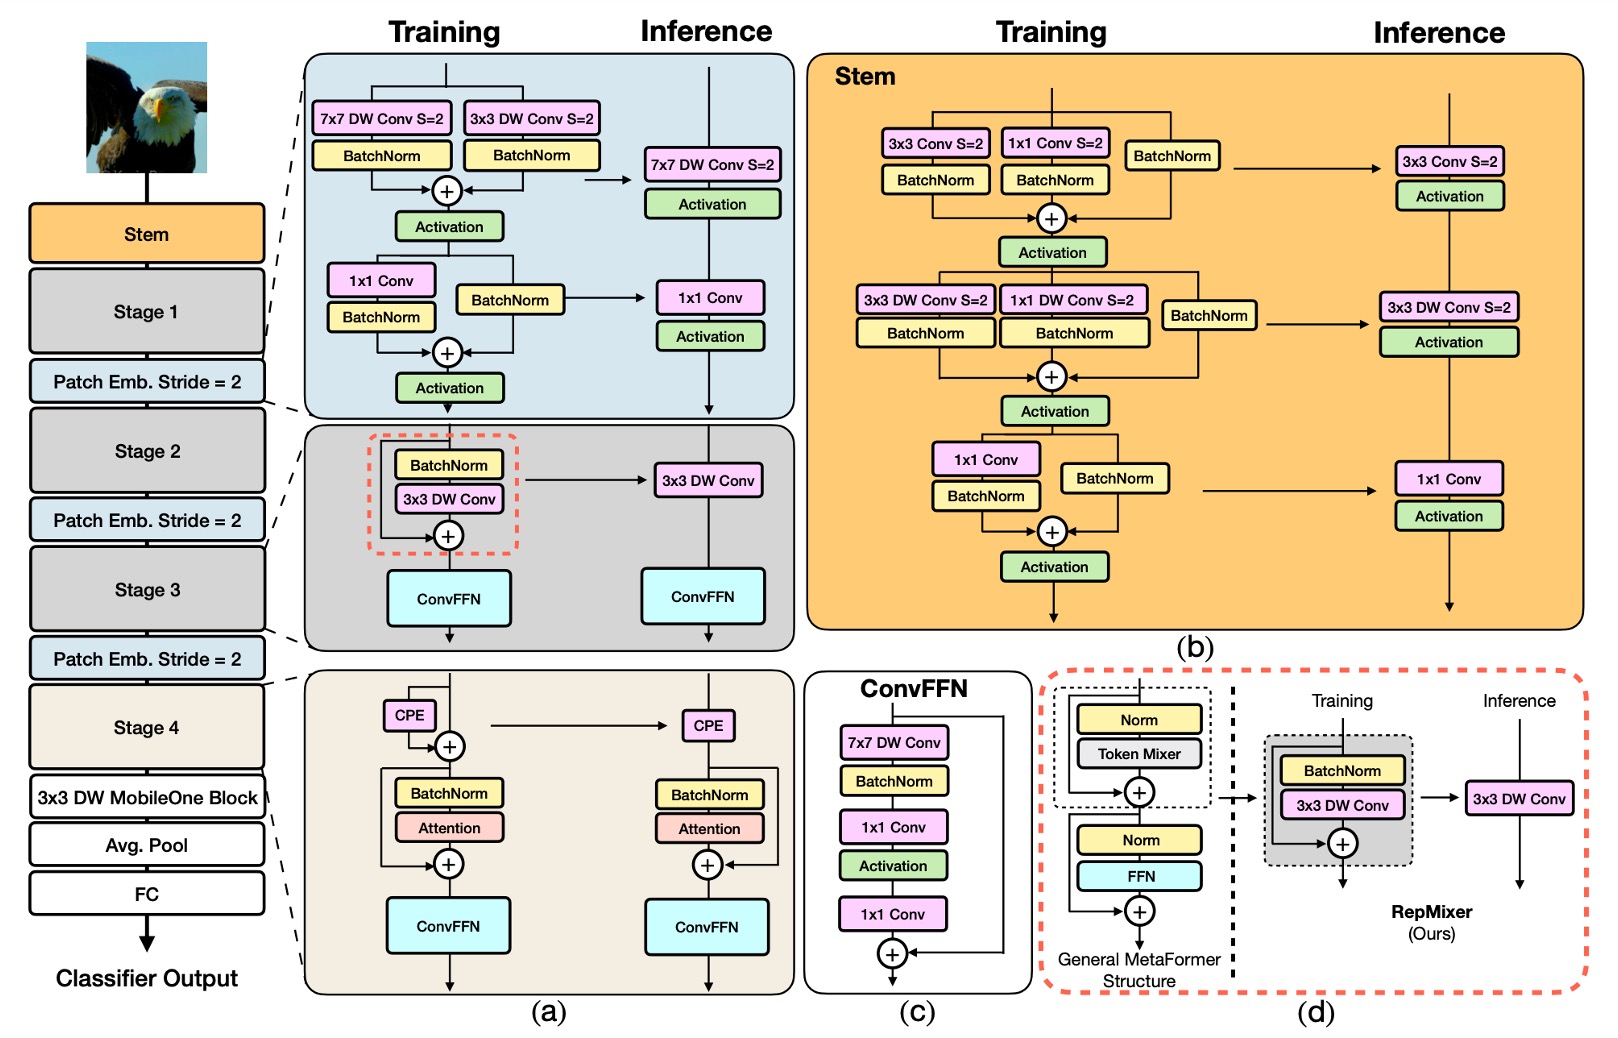 Stem
Stage 1
Patch Emb. Stride = 2
Stage 2
Patch Emb. Stride = 2
Stage 3
Patch Emb. Stride = 2
Stage 4
3x3 DW MobileOne Block
Avg. Pool
FC
Classifier Output
Training
Inference
7x7 DW Conv S=2
3x3 DW Conv S=2
BatchNorm
BatchNorm
+
Activation
1x1 Conv
BatchNorm
BatchNorm
+
Activation
7x7 DW Conv S=2
Activation
1x1 Conv
Activation
BatchNorm
3x3 DW Conv
+
ConvFFN
3x3 DW Conv
ConvFFN
CPE
+
BatchNorm
Attention
+
ConvFFN
CPE
BatchNorm
Attention
+
ConvFFN
(a)
Training
Inference
Stem
3x3 Conv S=2
1x1 Conv S=2
BatchNorm
BatchNorm
BatchNorm
+
Activation
3x3 DW Conv S=2
1x1 DW Conv S=2
BatchNorm
BatchNorm
BatchNorm
+
Activation
1x1 Conv
BatchNorm
BatchNorm
+
Activation
3x3 Conv S=2
Activation
3x3 DW Conv S=2
Activation
1x1 Conv
Activation
(b)
ConvFFN
7x7 DW Conv
BatchNorm
1x1 Conv
Activation
1x1 Conv
+
(c)
Norm
Token Mixer
+
Norm
FFN
+
General MetaFormer
Structure
Training
BatchNorm
3x3 DW Conv
+
Inference
3x3 DW Conv
RepMixer
(Ours)
(d)